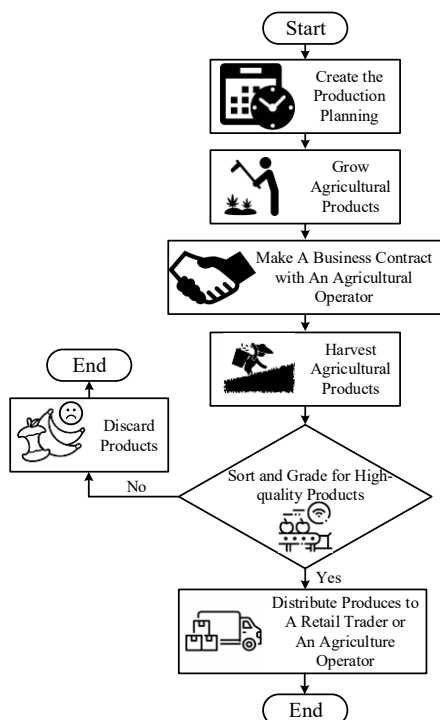 Start
Create the
Production
Planning
Grow
Agricultural
Products
Make A Business Contract
with An Agricultural
Operator
Harvest
Agricultural
Products
End
Discard
Products
No
Sort and Grade for High-
quality Products
Yes
Distribute Produces to
A Retail Trader or
An Agriculture
Operator
End